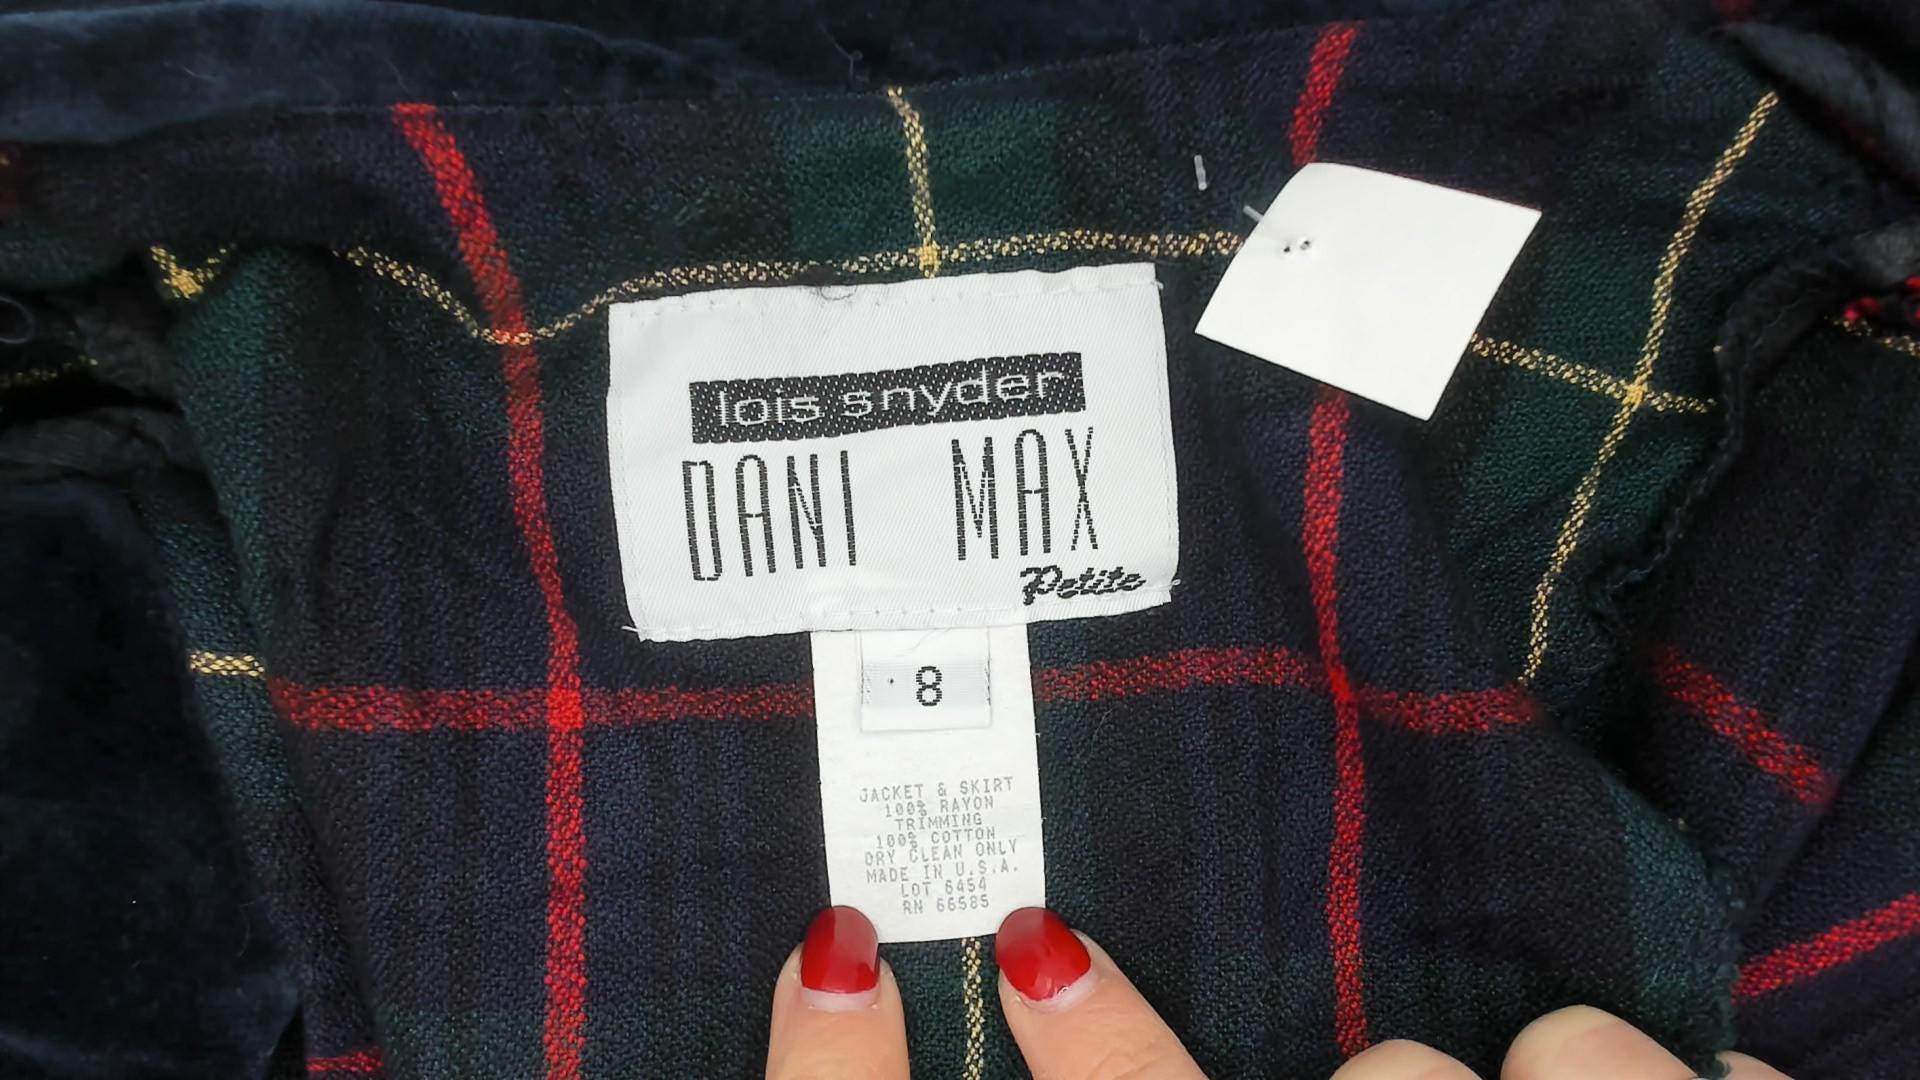 lois snyder
DANI MAX
Petite
8
JACKET & SKIRT
100% RAYON
TRIMMING
100% COTTON
DRY CLEAN ONLY
MADE IN U.S.A.
LOT 6454
RN 66585